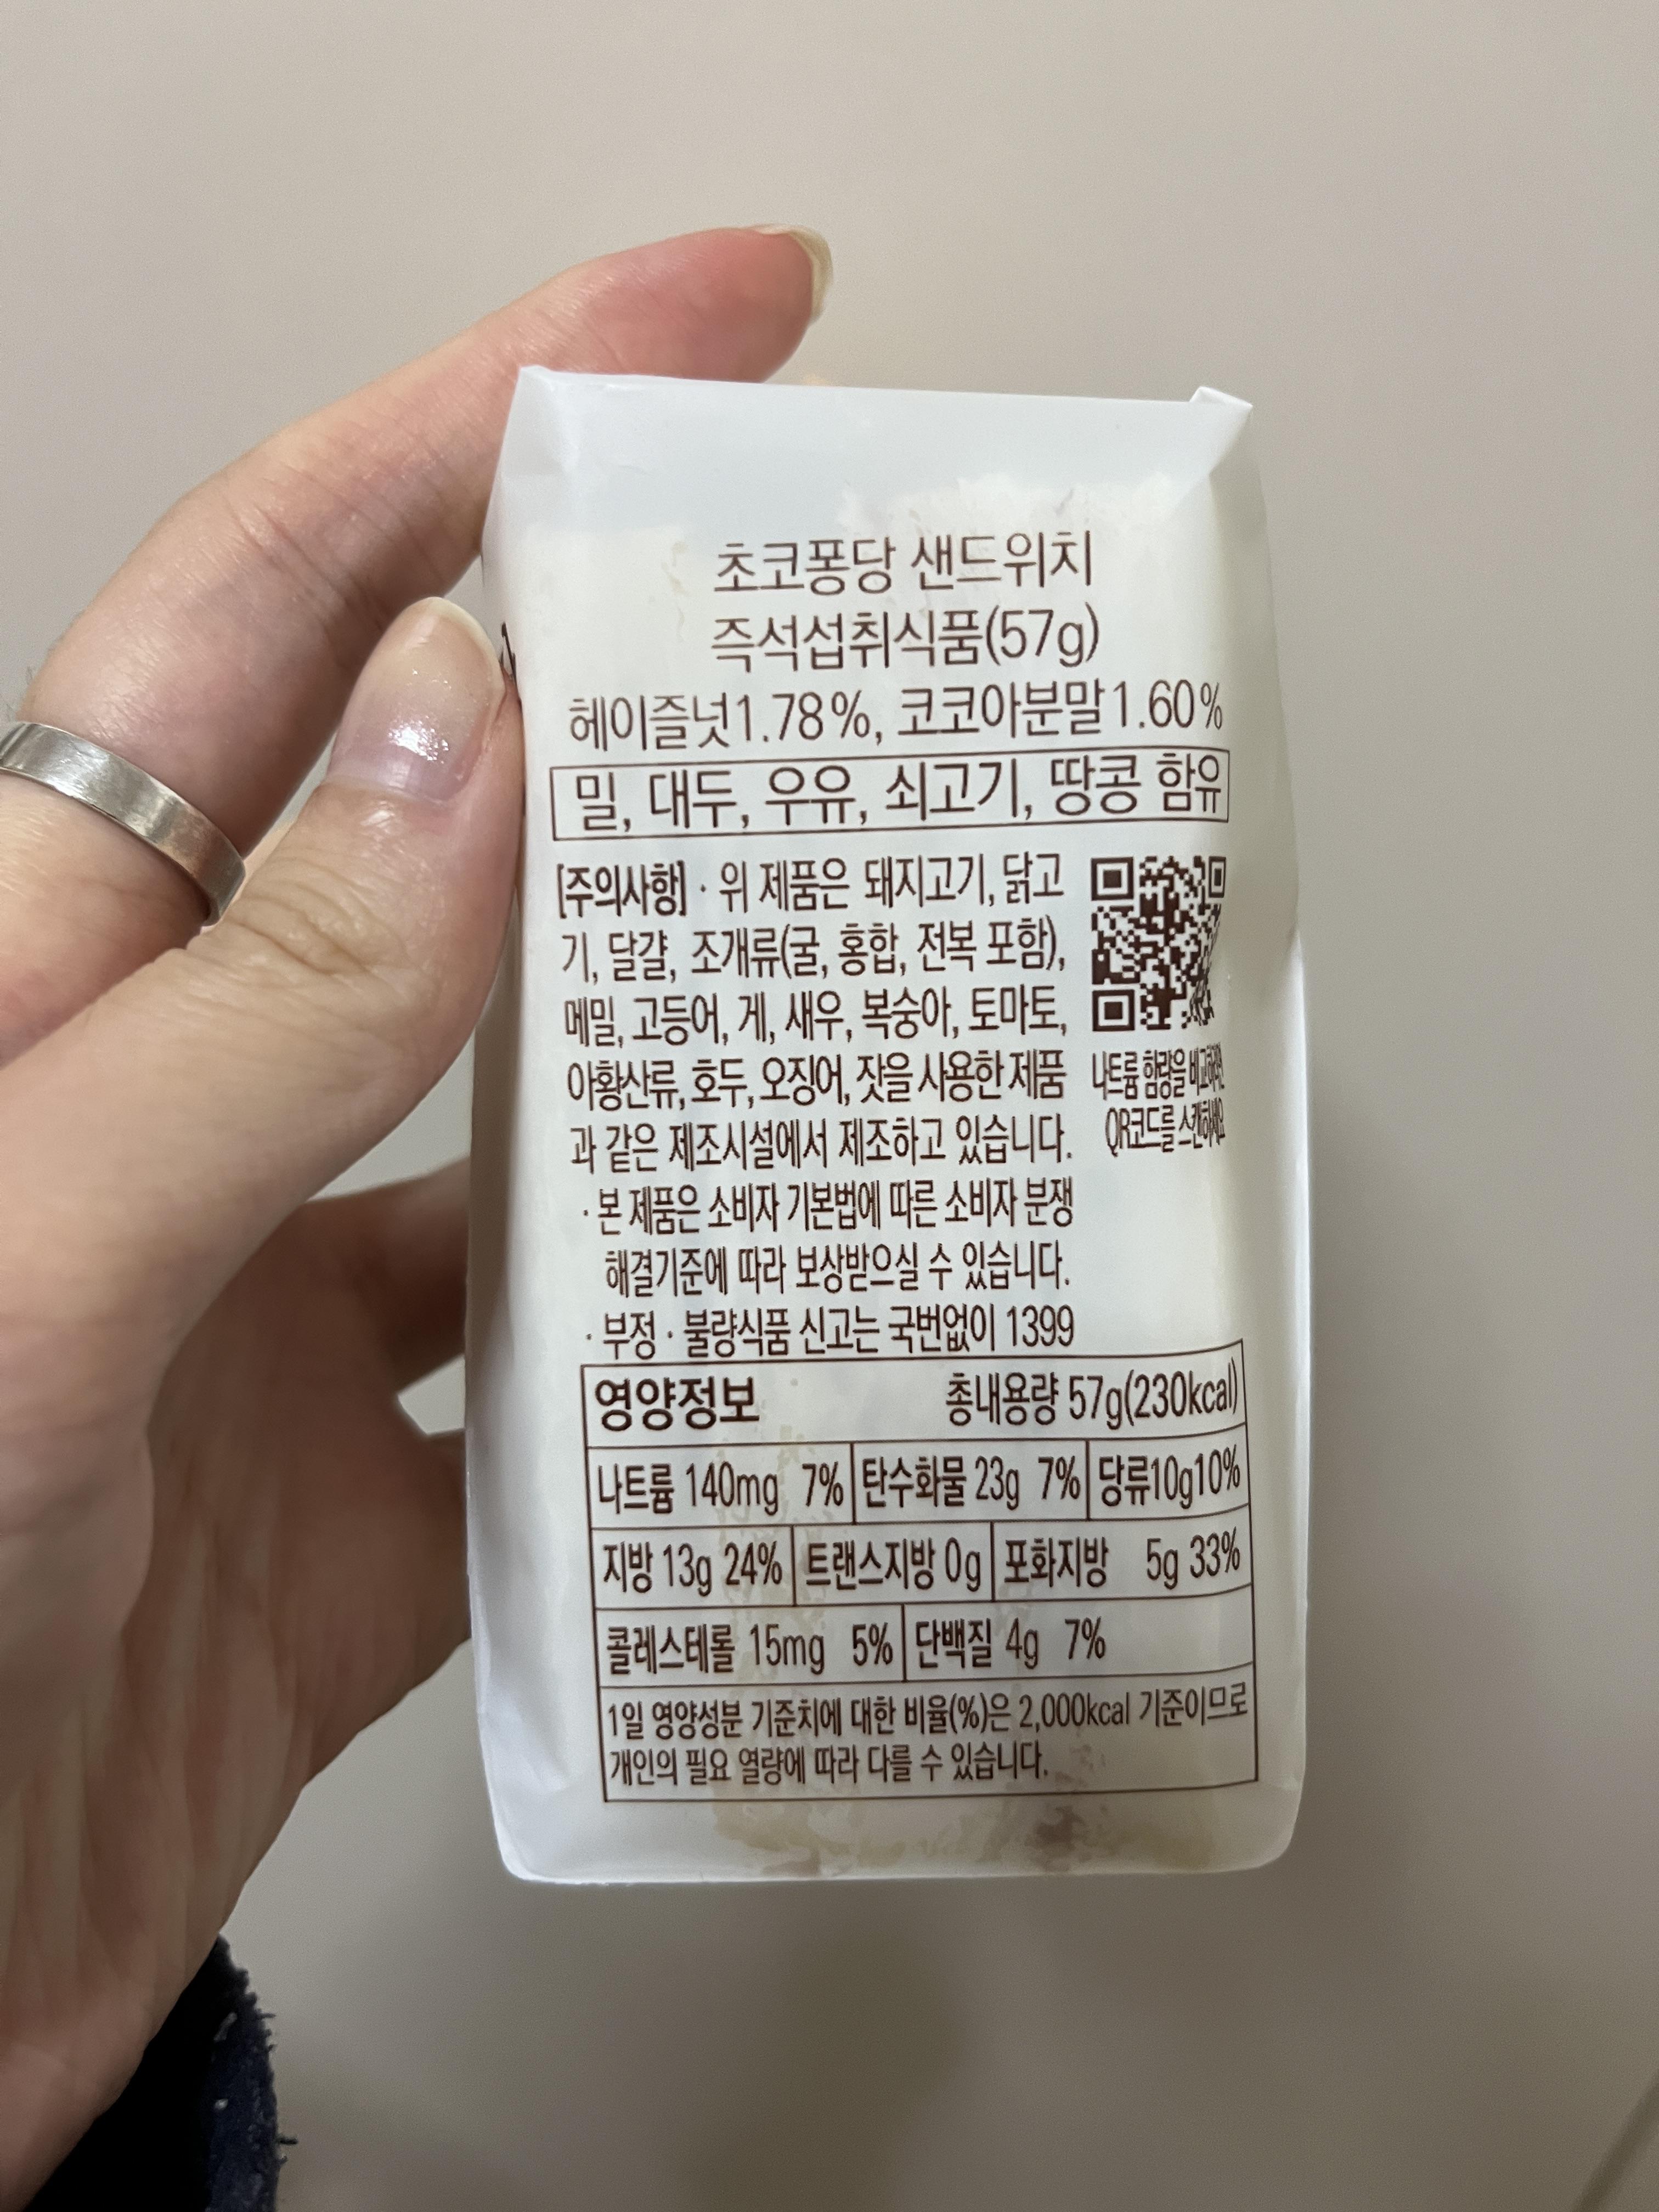 초코퐁당 샌드위치
즉석섭취식품(57g)
헤이즐넛1.78%, 코코아분말1.60%
밀, 대두, 우유, 쇠고기, 땅콩 함유
[주의사항] · 위 제품은 돼지고기, 닭고
기, 달걀, 조개류(굴, 홍합, 전복 포함),
메밀, 고등어, 게, 새우, 복숭아, 토마토,
아황산류, 호두, 오징어, 잣을 사용한 제품
과 같은 제조시설에서 제조하고 있습니다.
· 본 제품은 소비자 기본법에 따른 소비자 분쟁
해결기준에 따라 보상받으실 수 있습니다.
· 부정 · 불량식품 신고는 국번없이 1399
나트륨 함량을 비교하려면
QR코드를 스캔하세요
영양정보 총내용량 57g(230kcal)
나트륨 140mg 7% 탄수화물 23g 7% 당류10g10%
지방 13g 24% 트랜스지방 0g 포화지방 5g 33%
콜레스테롤 15mg 5% 단백질 4g 7%
1일 영양성분 기준치에 대한 비율(%)은 2,000kcal 기준이므로
개인의 필요 열량에 따라 다를 수 있습니다.